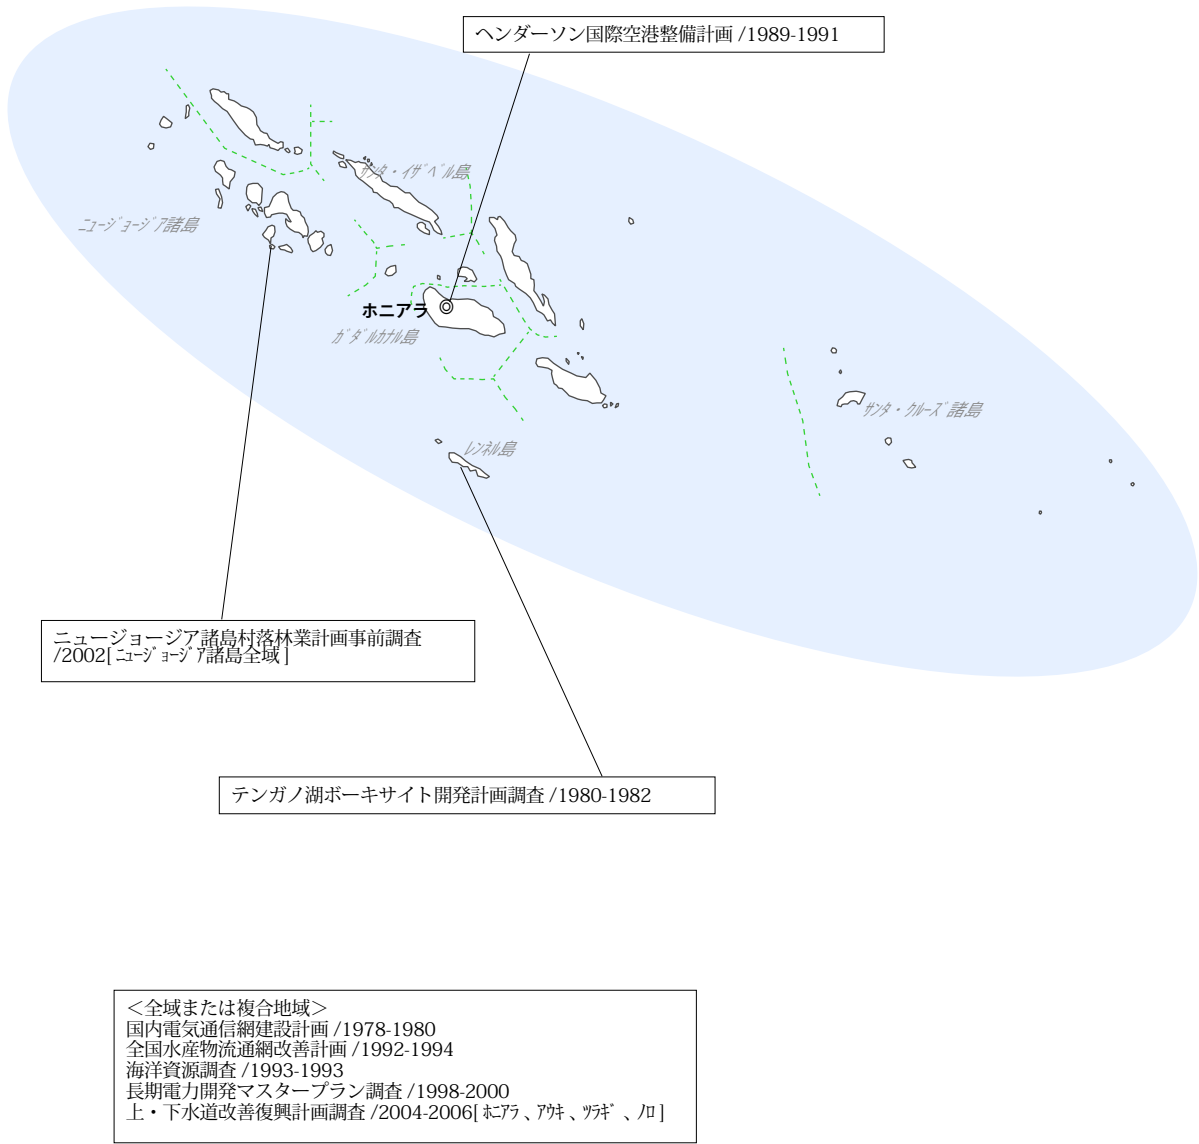 ヘンダーソン国際空港整備計画 /1989-1991
ｻﾝﾀ・ｲｻﾞﾍﾞﾙ島
ﾆｭｰｼﾞｮｰｼﾞｱ諸島
ホニアラ
ｶﾞﾀﾞﾙｶﾅﾙ島
ｻﾝﾀ・ｸﾙｰｽﾞ諸島
ﾚﾝﾈﾙ島
ニュージョージア諸島村落林業計画事前調査
/2002[ﾆｭｰｼﾞｮｰｼﾞｱ諸島全域]
テンガノ湖ボーキサイト開発計画調査 /1980-1982
＜全域または複合地域＞
国内電気通信網建設計画 /1978-1980
全国水産物流通網改善計画 /1992-1994
海洋資源調査 /1993-1993
長期電力開発マスタープラン調査 /1998-2000
上・下水道改善復興計画調査 /2004-2006[ﾎﾆｱﾗ、ｱｳｷ、ﾂﾗｷﾞ、ﾉﾛ]